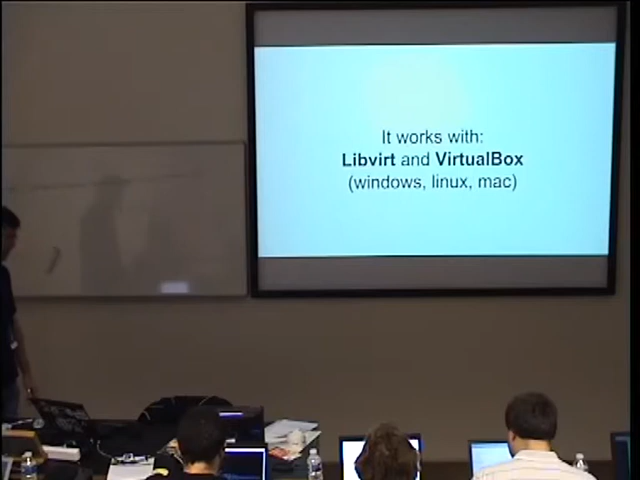 It works with:
Libvirt and VirtualBox
(windows, linux, mac)